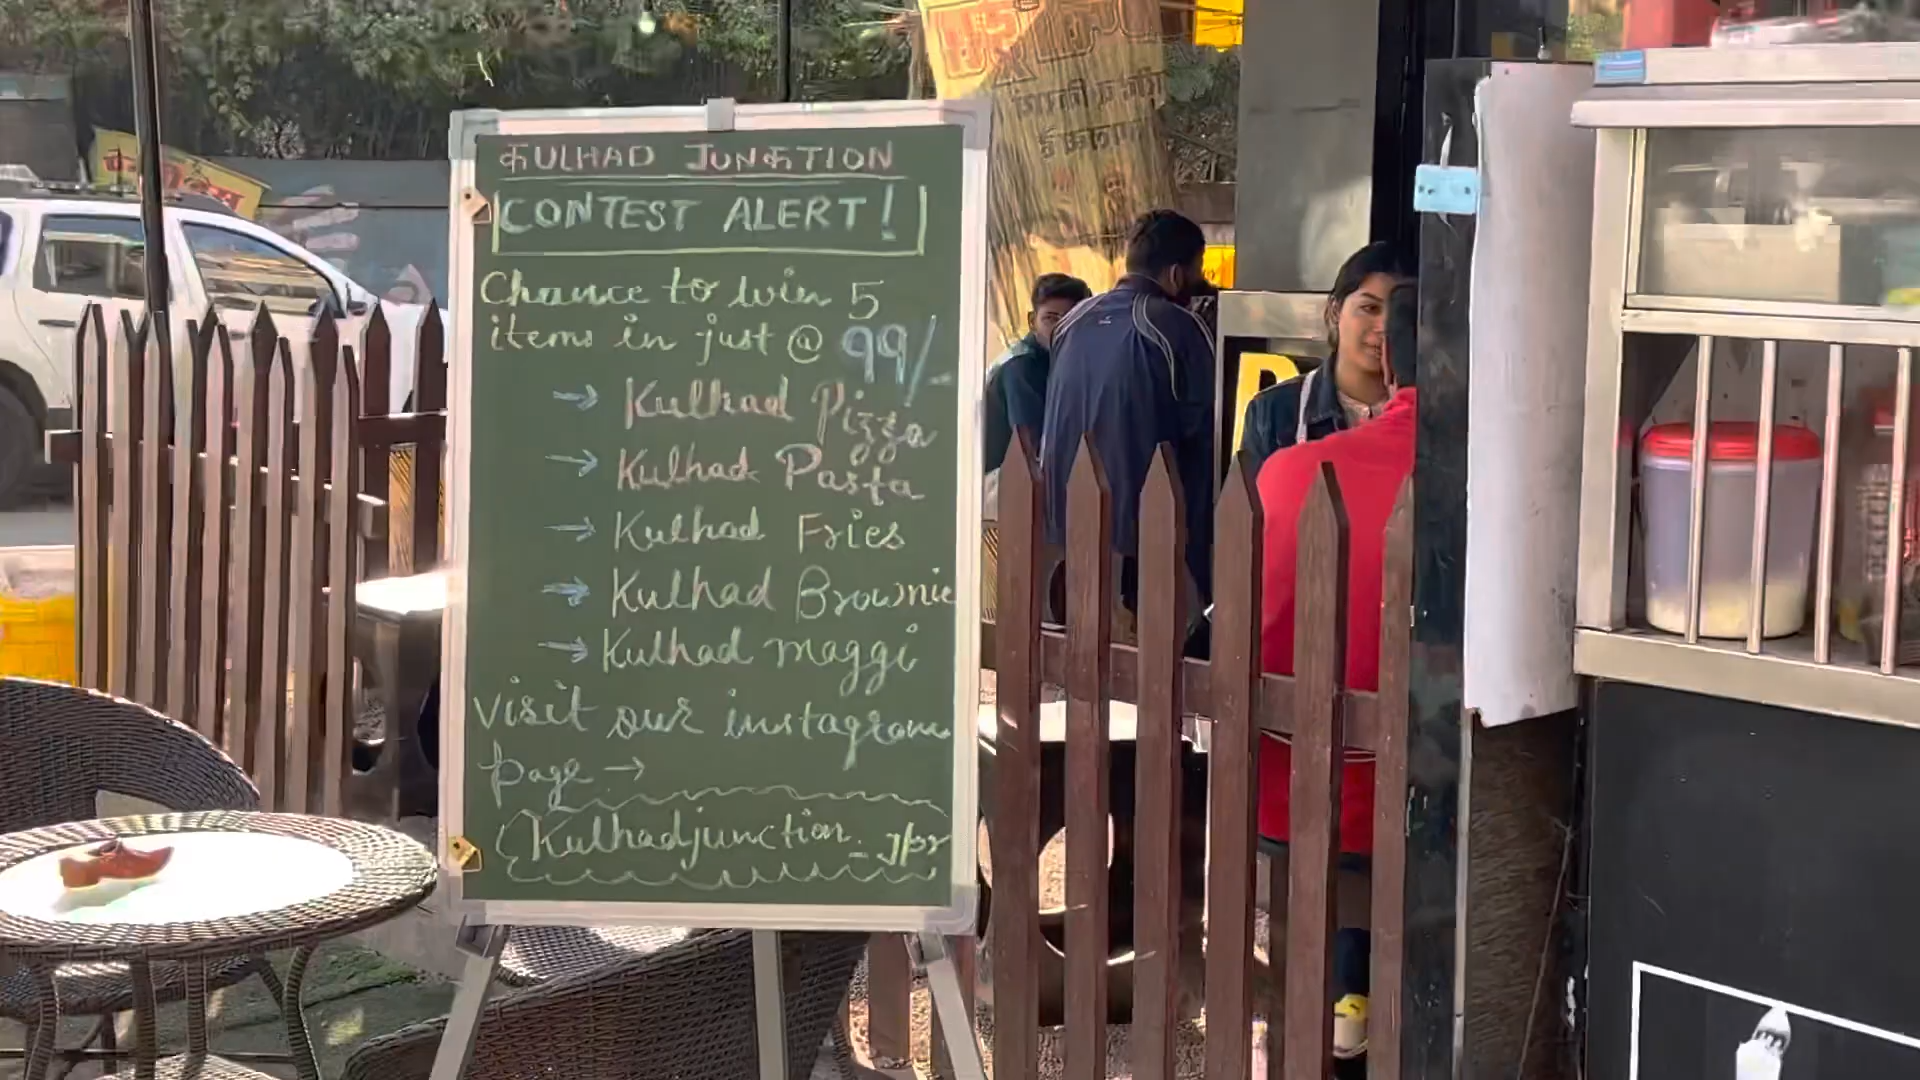 कULHAD JUNकTION
CONTEST ALERT!
Chance to win 5
items in just @ 99/-
→ Kulhad Pizza
→ Kulhad Pasta
→ Kulhad Fries
→ Kulhad Brownie
→ Kulhad maggi
Visit our instagram
page →
Kulhadjunction_jpr